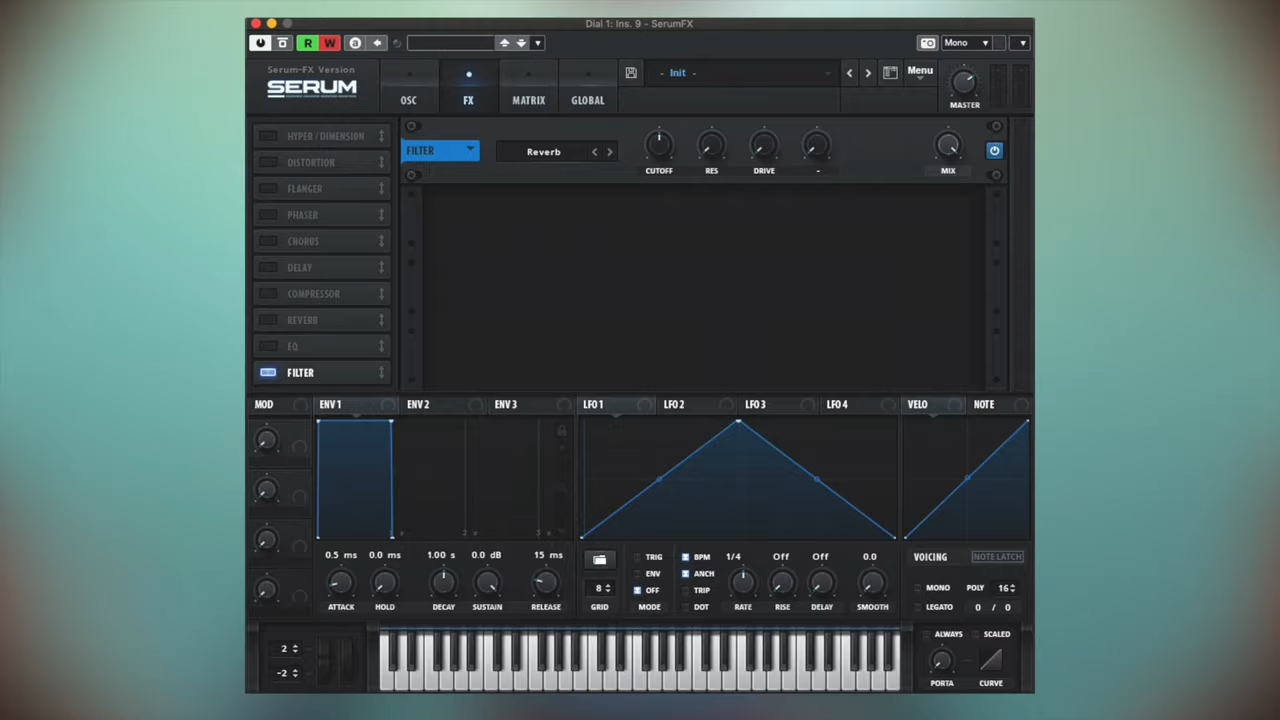 Dial 1: Ins. 9 - SerumFX
R W
Mono
Serum-FX Version
SERUM
OSC FX MATRIX GLOBAL
- Init -
Menu
MASTER
HYPER / DIMENSION
DISTORTION
FLANGER
PHASER
CHORUS
DELAY
COMPRESSOR
REVERB
EQ
FILTER
FILTER
Reverb
CUTOFF RES DRIVE -
MIX
MOD ENV 1 ENV 2 ENV 3 LFO 1 LFO 2 LFO 3 LFO 4 VELO NOTE
0.5 ms 0.0 ms 1.00 s 0.0 dB 15 ms
ATTACK HOLD DECAY SUSTAIN RELEASE
8
GRID
TRIG
ENV
OFF
MODE
BPM
ANCH
TRIP
DOT
1/4 Off Off 0.0
RATE RISE DELAY SMOOTH
VOICING NOTE LATCH
MONO POLY 16
LEGATO 0 / 0
2
-2
ALWAYS SCALED
PORTA CURVE